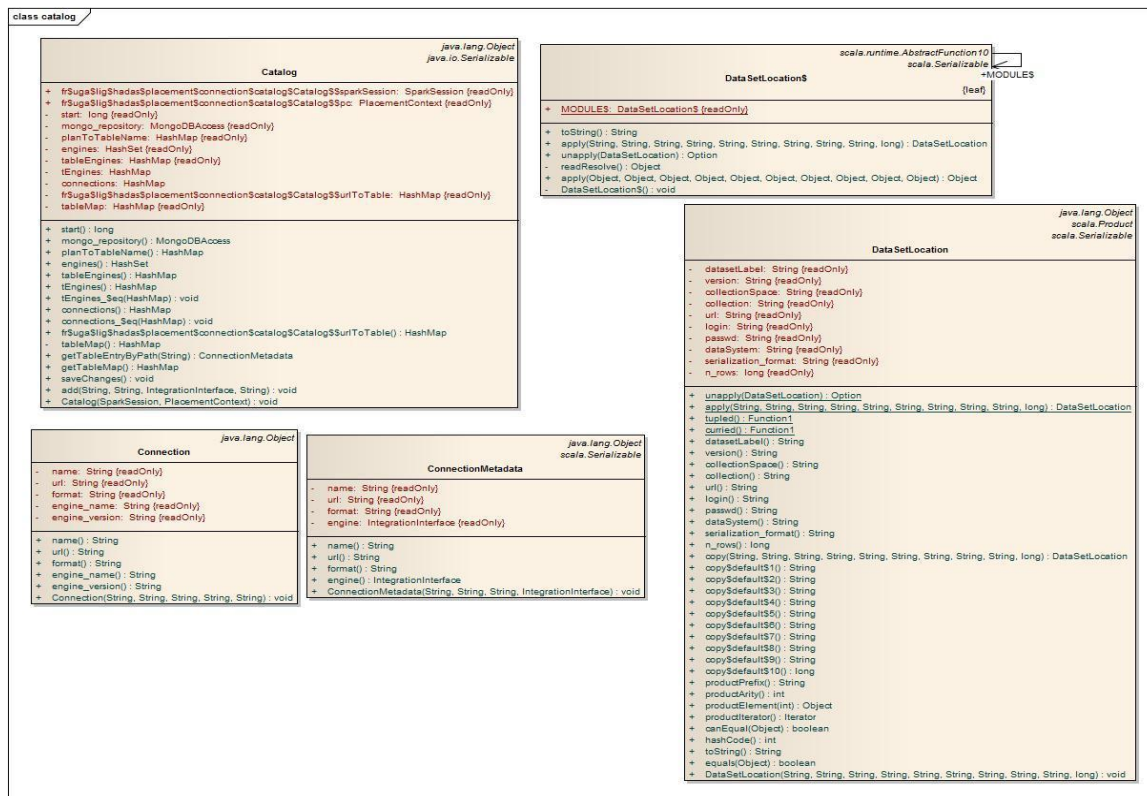 class catalog
java.lang.Object
java.io.Serializable
Catalog
+ fr$uga$lig$hadas$placement$connection$catalog$Catalog$$sparkSession: SparkSession {readOnly}
+ fr$uga$lig$hadas$placement$connection$catalog$Catalog$$pc: PlacementContext {readOnly}
- start: long {readOnly}
- mongo_repository: MongoDBAccess {readOnly}
- planToTableName: HashMap {readOnly}
- engines: HashSet {readOnly}
- tableEngines: HashMap {readOnly}
- tEngines: HashMap
- connections: HashMap
- fr$uga$lig$hadas$placement$connection$catalog$Catalog$$urlToTable: HashMap {readOnly}
- tableMap: HashMap {readOnly}
+ start() : long
+ mongo_repository() : MongoDBAccess
+ planToTableName() : HashMap
+ engines() : HashSet
+ tableEngines() : HashMap
+ tEngines() : HashMap
+ tEngines_$eq(HashMap) : void
+ connections() : HashMap
+ connections_$eq(HashMap) : void
+ fr$uga$lig$hadas$placement$connection$catalog$Catalog$$urlToTable() : HashMap
- tableMap() : HashMap
+ getTableEntryByPath(String) : ConnectionMetadata
+ getTableMap() : HashMap
+ saveChanges() : void
+ add(String, String, IntegrationInterface, String) : void
+ Catalog(SparkSession, PlacementContext) : void
scala.runtime.AbstractFunction10
scala.Serializable
+MODULE$
DataSetLocation$
{leaf}
+ MODULE$: DataSetLocation$ {readOnly}
+ toString() : String
+ apply(String, String, String, String, String, String, String, String, String, long) : DataSetLocation
+ unapply(DataSetLocation) : Option
- readResolve() : Object
+ apply(Object, Object, Object, Object, Object, Object, Object, Object, Object, Object) : Object
- DataSetLocation$() : void
java.lang.Object
scala.Product
scala.Serializable
DataSetLocation
- datasetLabel: String {readOnly}
- version: String {readOnly}
- collectionSpace: String {readOnly}
- collection: String {readOnly}
- url: String {readOnly}
- login: String {readOnly}
- passwd: String {readOnly}
- dataSystem: String {readOnly}
- serialization_format: String {readOnly}
- n_rows: long {readOnly}
+ unapply(DataSetLocation) : Option
+ apply(String, String, String, String, String, String, String, String, String, long) : DataSetLocation
+ tupled() : Function1
+ curried() : Function1
+ datasetLabel() : String
+ version() : String
+ collectionSpace() : String
+ collection() : String
+ url() : String
+ login() : String
+ passwd() : String
+ dataSystem() : String
+ serialization_format() : String
+ n_rows() : long
+ copy(String, String, String, String, String, String, String, String, String, long) : DataSetLocation
+ copy$default$1() : String
+ copy$default$2() : String
+ copy$default$3() : String
+ copy$default$4() : String
+ copy$default$5() : String
+ copy$default$6() : String
+ copy$default$7() : String
+ copy$default$8() : String
+ copy$default$9() : String
+ copy$default$10() : long
+ productPrefix() : String
+ productArity() : int
+ productElement(int) : Object
+ productIterator() : Iterator
+ canEqual(Object) : boolean
+ hashCode() : int
+ toString() : String
+ equals(Object) : boolean
+ DataSetLocation(String, String, String, String, String, String, String, String, String, long) : void
java.lang.Object
Connection
- name: String {readOnly}
- url: String {readOnly}
- format: String {readOnly}
- engine_name: String {readOnly}
- engine_version: String {readOnly}
+ name() : String
+ url() : String
+ format() : String
+ engine_name() : String
+ engine_version() : String
+ Connection(String, String, String, String, String) : void
java.lang.Object
scala.Serializable
ConnectionMetadata
- name: String {readOnly}
- url: String {readOnly}
- format: String {readOnly}
- engine: IntegrationInterface {readOnly}
+ name() : String
+ url() : String
+ format() : String
+ engine() : IntegrationInterface
+ ConnectionMetadata(String, String, String, IntegrationInterface) : void